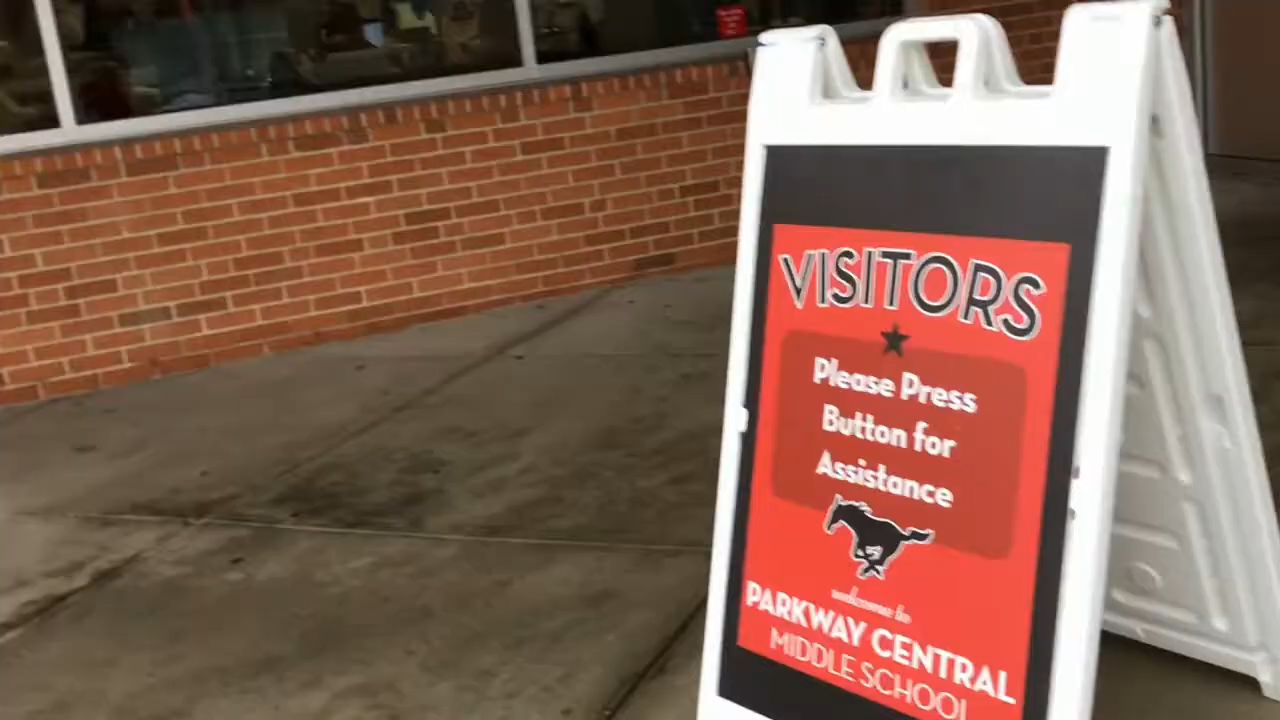 VISITORS
Please Press
Button for
Assistance
welcome to
PARKWAY CENTRAL
MIDDLE SCHOOL